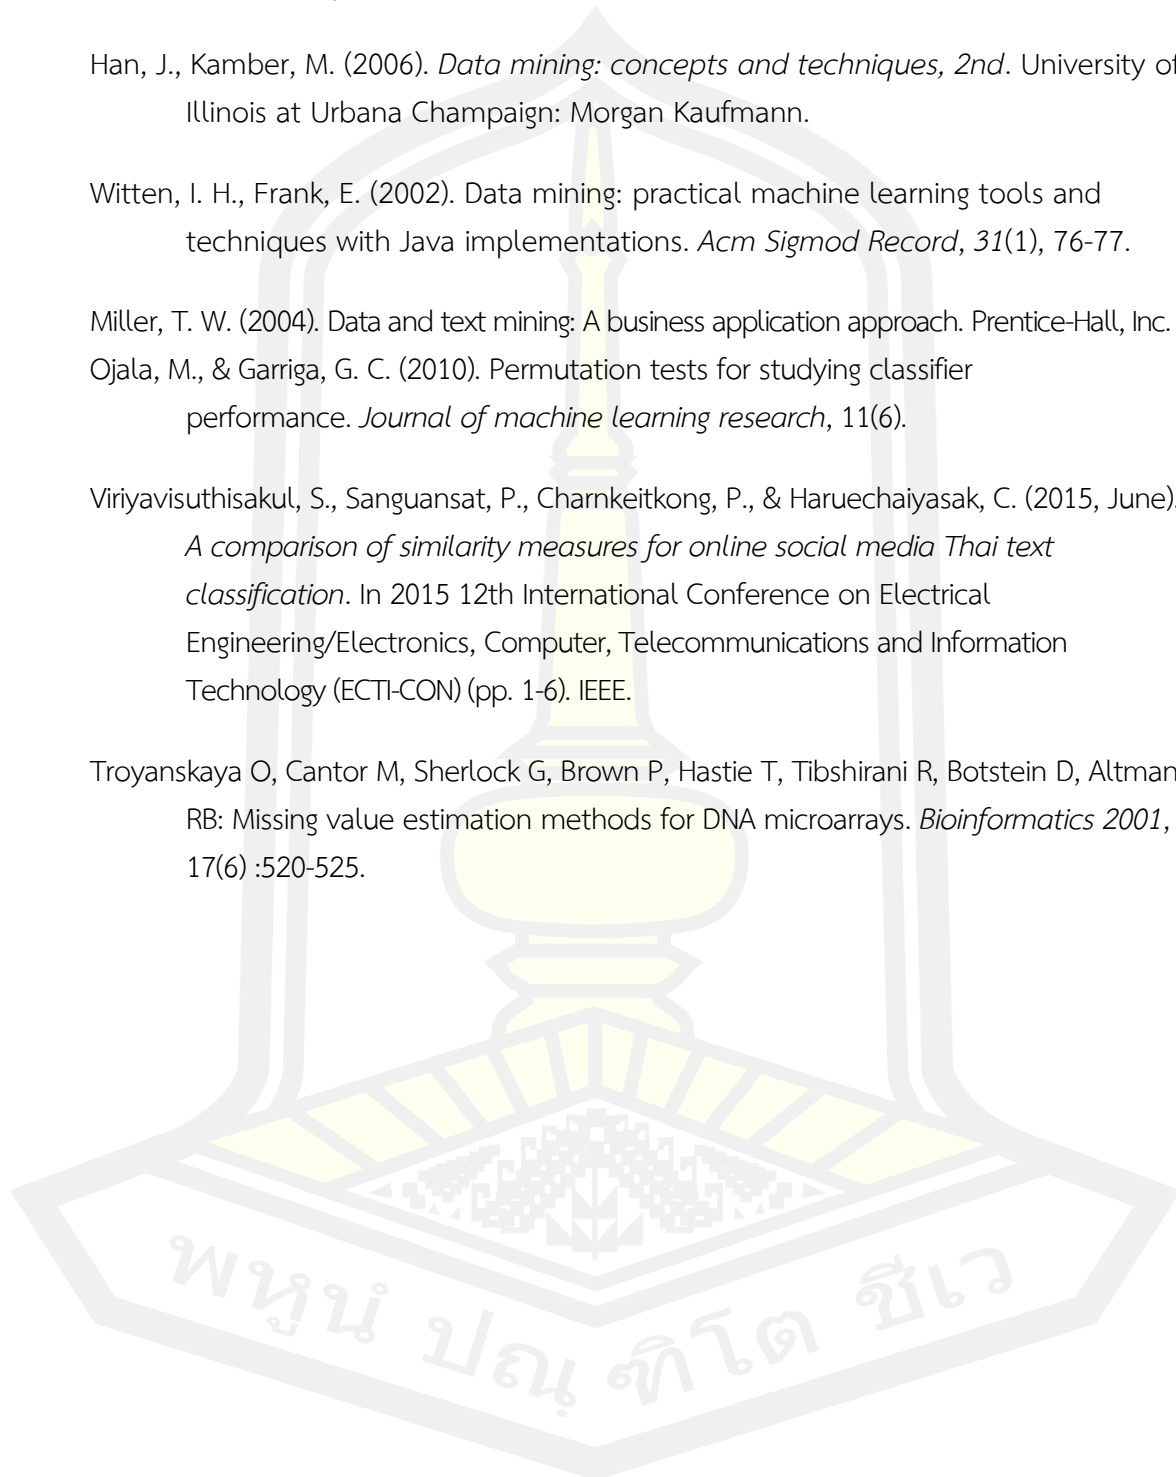 Han, J., Kamber, M. (2006). Data mining: concepts and techniques, 2nd. University of
Illinois at Urbana Champaign: Morgan Kaufmann.
Witten, I. H., Frank, E. (2002). Data mining: practical machine learning tools and
techniques with Java implementations. Acm Sigmod Record, 31(1), 76-77.
Miller, T. W. (2004). Data and text mining: A business application approach. Prentice-Hall, Inc.
Ojala, M., & Garriga, G. C. (2010). Permutation tests for studying classifier
performance. Journal of machine learning research, 11(6).
Viriyavisuthisakul, S., Sanguansat, P., Charnkeitkong, P., & Haruechaiyasak, C. (2015, June).
A comparison of similarity measures for online social media Thai text
classification. In 2015 12th International Conference on Electrical
Engineering/Electronics, Computer, Telecommunications and Information
Technology (ECTI-CON) (pp. 1-6). IEEE.
Troyanskaya O, Cantor M, Sherlock G, Brown P, Hastie T, Tibshirani R, Botstein D, Altman
RB: Missing value estimation methods for DNA microarrays. Bioinformatics 2001,
17(6) :520-525.
พหูนํ ปณฺฑิโต ชีเว